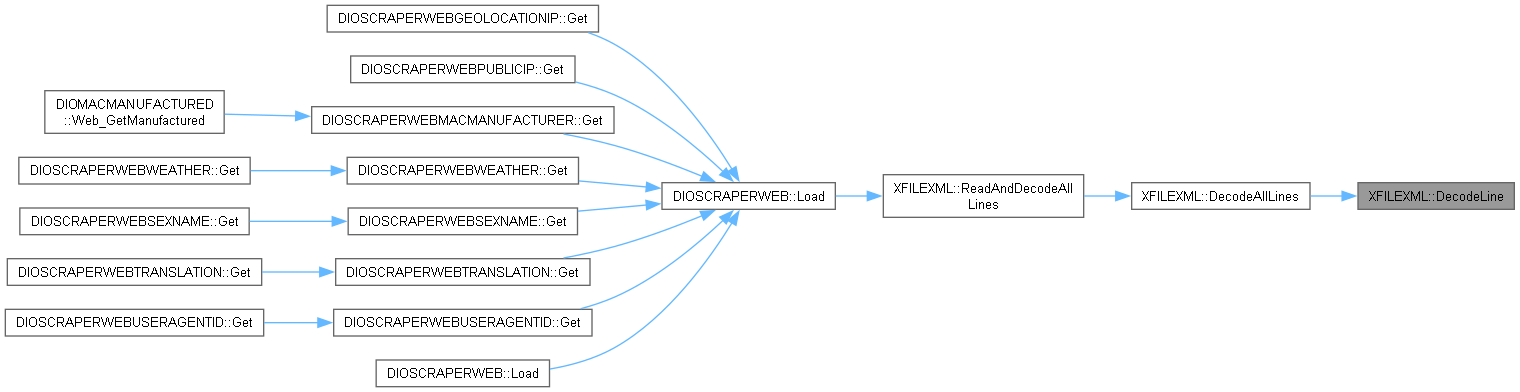 DIOSCRAPERWEBGEOLOCATIONIP::Get
DIOSCRAPERWEBPUBLICIP::Get
DIOMACMANUFACTURED
::Web_GetManufactured
DIOSCRAPERWEBMACMANUFACTURER::Get
DIOSCRAPERWEBWEATHER::Get
DIOSCRAPERWEBWEATHER::Get
DIOSCRAPERWEBSEXNAME::Get
DIOSCRAPERWEBSEXNAME::Get
DIOSCRAPERWEBTRANSLATION::Get
DIOSCRAPERWEBTRANSLATION::Get
DIOSCRAPERWEBUSERAGENTID::Get
DIOSCRAPERWEBUSERAGENTID::Get
DIOSCRAPERWEB::Load
DIOSCRAPERWEB::Load
XFILEXML::ReadAndDecodeAll
Lines
XFILEXML::DecodeAllLines
XFILEXML::DecodeLine